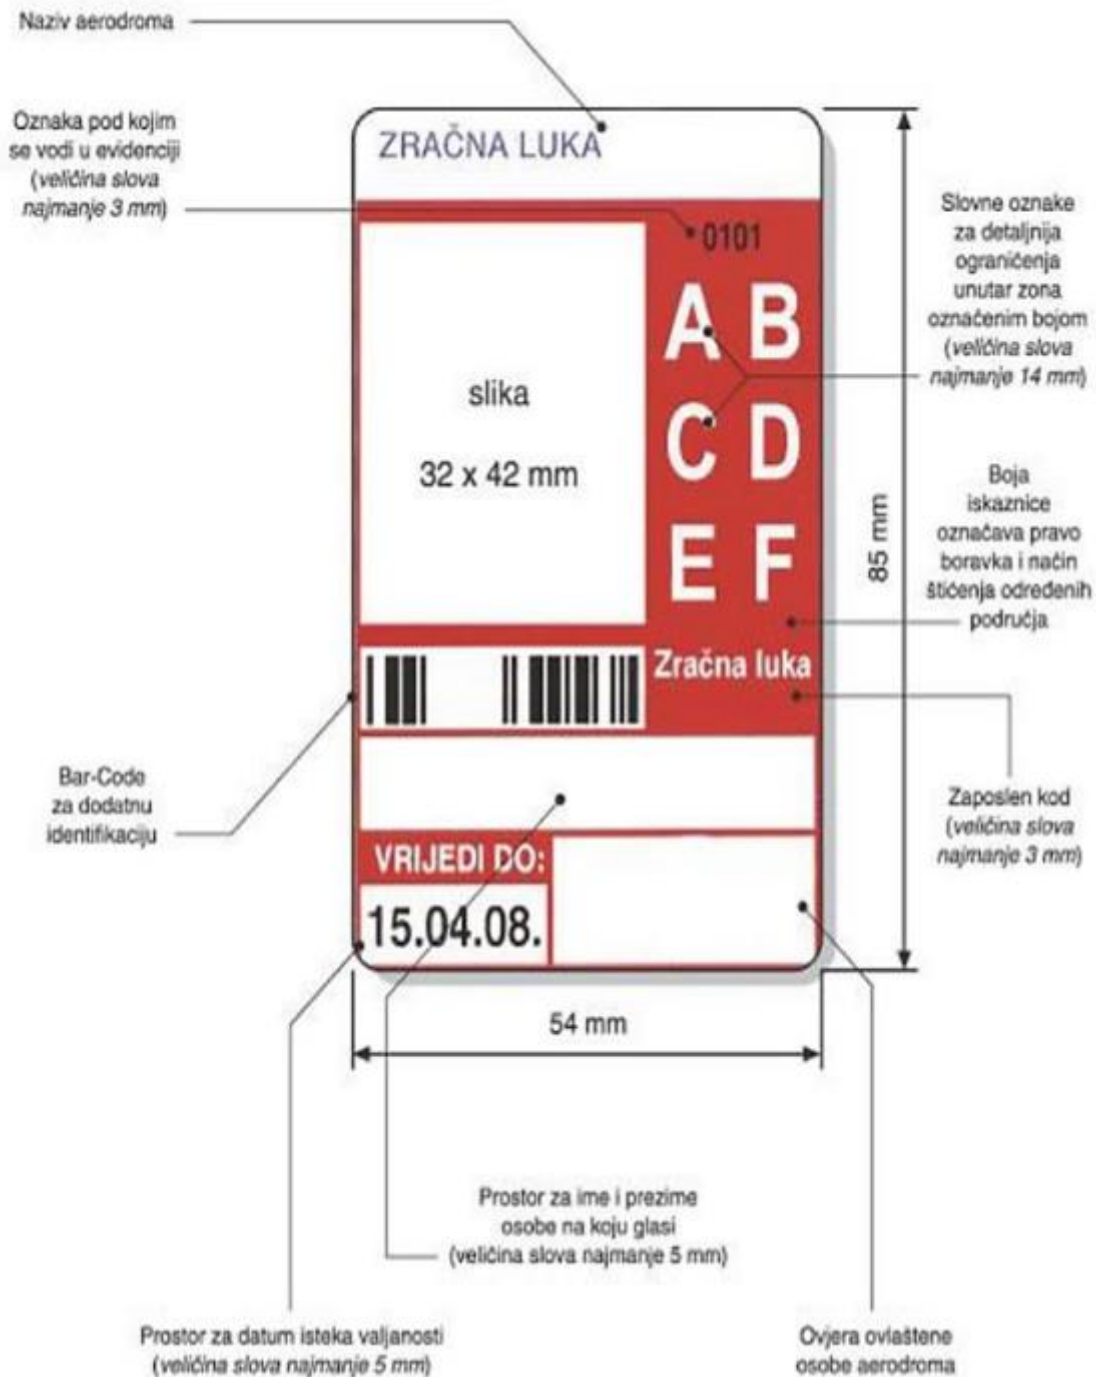 Naziv aerodroma
Oznaka pod kojim
se vodi u evidenciji
(veličina slova
najmanje 3 mm)
ZRAČNA LUKA
0101
A B
C D
E F
slika
32 x 42 mm
Zračna luka
VRIJEDI DO:
15.04.08.
Slovne oznake
za detaljnija
ograničenja
unutar zona
označenim bojom
(veličina slova
najmanje 14 mm)
Boja
iskaznice
označava pravo
boravka i način
štićenja određenih
područja
85 mm
Bar-Code
za dodatnu
identifikaciju
Zaposlen kod
(veličina slova
najmanje 3 mm)
54 mm
Prostor za ime i prezime
osobe na koju glasi
(veličina slova najmanje 5 mm)
Prostor za datum isteka valjanosti
(veličina slova najmanje 5 mm)
Ovjera ovlaštene
osobe aerodroma